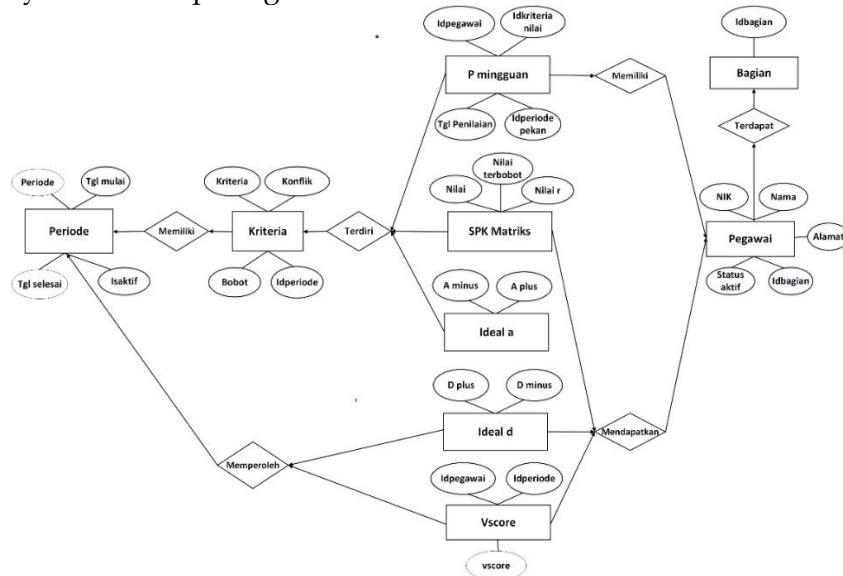 Idpegawai
Idkriteria
nilai
P mingguan
Memiliki
Tgl Penilaian
Idperiode
pekan
Idbagian
Bagian
Terdapat
Periode
Tgl mulai
Kriteria
Konflik
Nilai
Nilai
terbobot
Nilai r
NIK
Nama
Periode
Memiliki
Kriteria
Terdiri
SPK Matriks
Pegawai
Alamat
Tgl selesai
Isaktif
Bobot
Idperiode
Status
aktif
Idbagian
A minus
A plus
Ideal a
D plus
D minus
Ideal d
Mendapatkan
Memperoleh
Idpegawai
Idperiode
Vscore
vscore